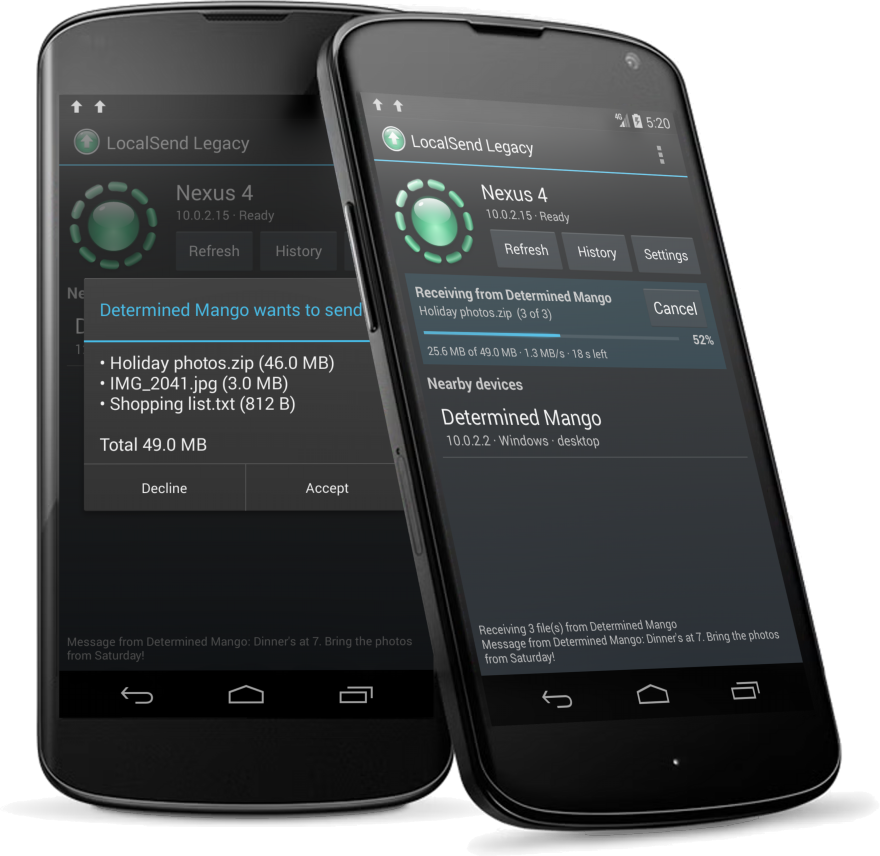 LocalSend Legacy
Nexus 4
10.0.2.15 · Ready
Refresh
History
Ne
D
1
Determined Mango wants to send
• Holiday photos.zip (46.0 MB)
• IMG_2041.jpg (3.0 MB)
• Shopping list.txt (812 B)
Total 49.0 MB
Decline
Accept
Message from Determined Mango: Dinner's at 7. Bring the photos
from Saturday!
4G 5:20
LocalSend Legacy
Nexus 4
10.0.2.15 · Ready
Refresh
History
Settings
Receiving from Determined Mango
Holiday photos.zip (3 of 3)
Cancel
52%
25.6 MB of 49.0 MB · 1.3 MB/s · 18 s left
Nearby devices
Determined Mango
10.0.2.2 · Windows · desktop
Receiving 3 file(s) from Determined Mango
Message from Determined Mango: Dinner's at 7. Bring the photos
from Saturday!